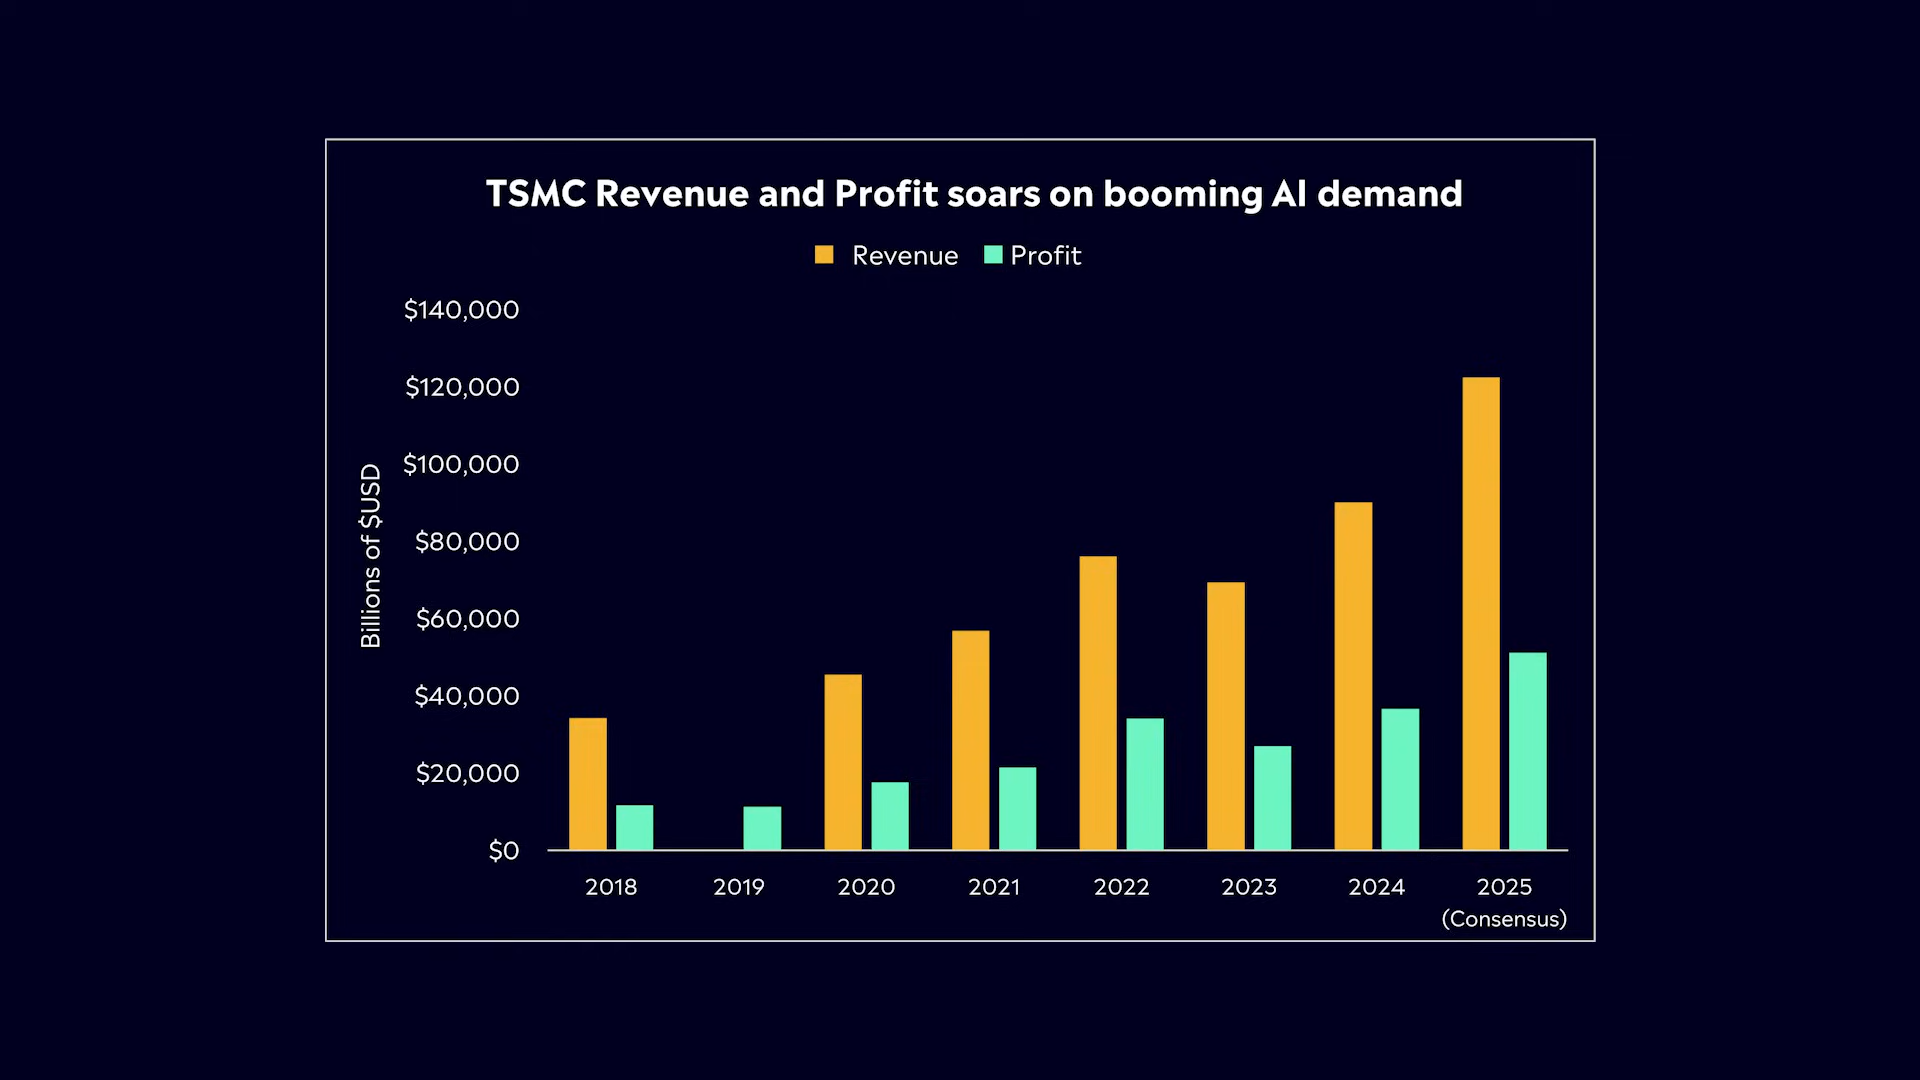 TSMC Revenue and Profit soars on booming AI demand
Revenue Profit
$140,000
$120,000
$100,000
$80,000
$60,000
$40,000
$20,000
$0
Billions of $USD
2018 2019 2020 2021 2022 2023 2024 2025
(Consensus)